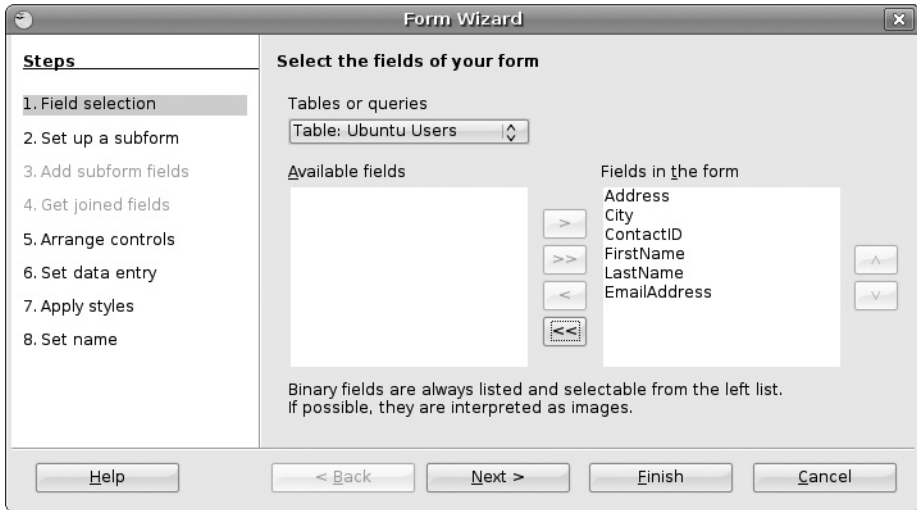 Form Wizard
Steps
1. Field selection
2. Set up a subform
3. Add subform fields
4. Get joined fields
5. Arrange controls
6. Set data entry
7. Apply styles
8. Set name
Select the fields of your form
Tables or queries
Table: Ubuntu Users
Available fields
Fields in the form
Address
City
ContactID
FirstName
LastName
EmailAddress
>
>>
<
<<
Binary fields are always listed and selectable from the left list.
If possible, they are interpreted as images.
Help
< Back
Next >
Finish
Cancel